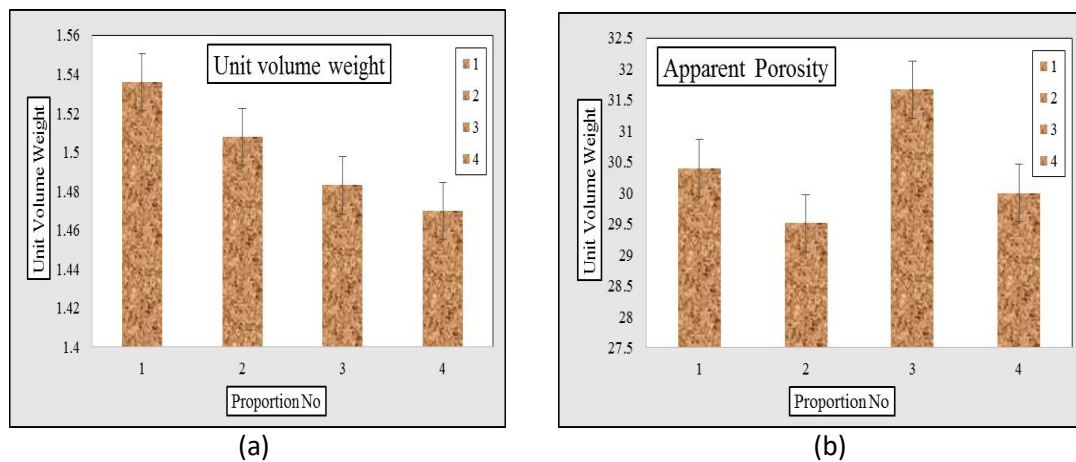 Unit volume weight
1.56
1.54
1.52
1.5
1.48
1.46
1.44
1.42
1.4
Unit Volume Weight
1
2
3
4
1 2 3 4
Proportion No
(a)
Apparent Porosity
32.5
32
31.5
31
30.5
30
29.5
29
28.5
28
27.5
Unit Volume Weight
1
2
3
4
1 2 3 4
Proportion No
(b)